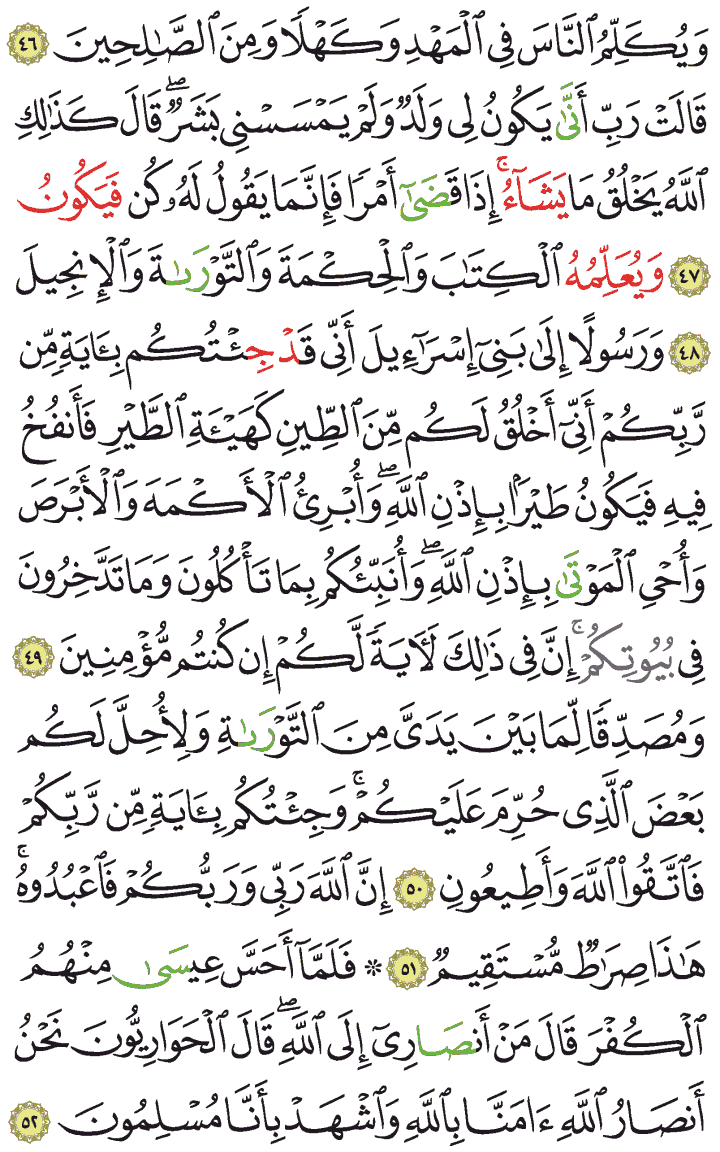 وَيُكَلِّمُ ٱلنَّاسَ فِي ٱلْمَهْدِ وَكَهْلًا وَمِنَ ٱلصَّٰلِحِينَ ٤٦
قَالَتْ رَبِّ أَنَّىٰ يَكُونُ لِي وَلَدٌ وَلَمْ يَمْسَسْنِي بَشَرٌۖ قَالَ كَذَٰلِكِ
ٱللَّهُ يَخْلُقُ مَا يَشَآءُۚ إِذَا قَضَىٰٓ أَمْرًا فَإِنَّمَا يَقُولُ لَهُۥ كُن فَيَكُونُ
٤٧ وَيُعَلِّمُهُ ٱلْكِتَٰبَ وَٱلْحِكْمَةَ وَٱلتَّوْرَىٰةَ وَٱلْإِنجِيلَ
٤٨ وَرَسُولًا إِلَىٰ بَنِيٓ إِسْرَآءِيلَ أَنِّي قَدْ جِئْتُكُم بِـَٔايَةٍ مِّن
رَّبِّكُمْ أَنِّيٓ أَخْلُقُ لَكُم مِّنَ ٱلطِّينِ كَهَيْـَٔةِ ٱلطَّيْرِ فَأَنفُخُ
فِيهِ فَيَكُونُ طَيْرًۢا بِإِذْنِ ٱللَّهِۖ وَأُبْرِئُ ٱلْأَكْمَهَ وَٱلْأَبْرَصَ
وَأُحْيِ ٱلْمَوْتَىٰ بِإِذْنِ ٱللَّهِۖ وَأُنَبِّئُكُم بِمَا تَأْكُلُونَ وَمَا تَدَّخِرُونَ
فِي بُيُوتِكُمْۚ إِنَّ فِي ذَٰلِكَ لَأٓيَةً لَّكُمْ إِن كُنتُم مُّؤْمِنِينَ ٤٩
وَمُصَدِّقًا لِّمَا بَيْنَ يَدَيَّ مِنَ ٱلتَّوْرَىٰةِ وَلِأُحِلَّ لَكُم
بَعْضَ ٱلَّذِي حُرِّمَ عَلَيْكُمْۚ وَجِئْتُكُم بِـَٔايَةٍ مِّن رَّبِّكُمْ
فَٱتَّقُوا۟ ٱللَّهَ وَأَطِيعُونِ ٥٠ إِنَّ ٱللَّهَ رَبِّي وَرَبُّكُمْ فَٱعْبُدُوهُۚ
هَٰذَا صِرَٰطٌ مُّسْتَقِيمٌ ٥١ * فَلَمَّآ أَحَسَّ عِيسَىٰ مِنْهُمُ
ٱلْكُفْرَ قَالَ مَنْ أَنصَارِيٓ إِلَى ٱللَّهِۖ قَالَ ٱلْحَوَارِيُّونَ نَحْنُ
أَنصَارُ ٱللَّهِ ءَامَنَّا بِٱللَّهِ وَٱشْهَدْ بِأَنَّا مُسْلِمُونَ ٥٢